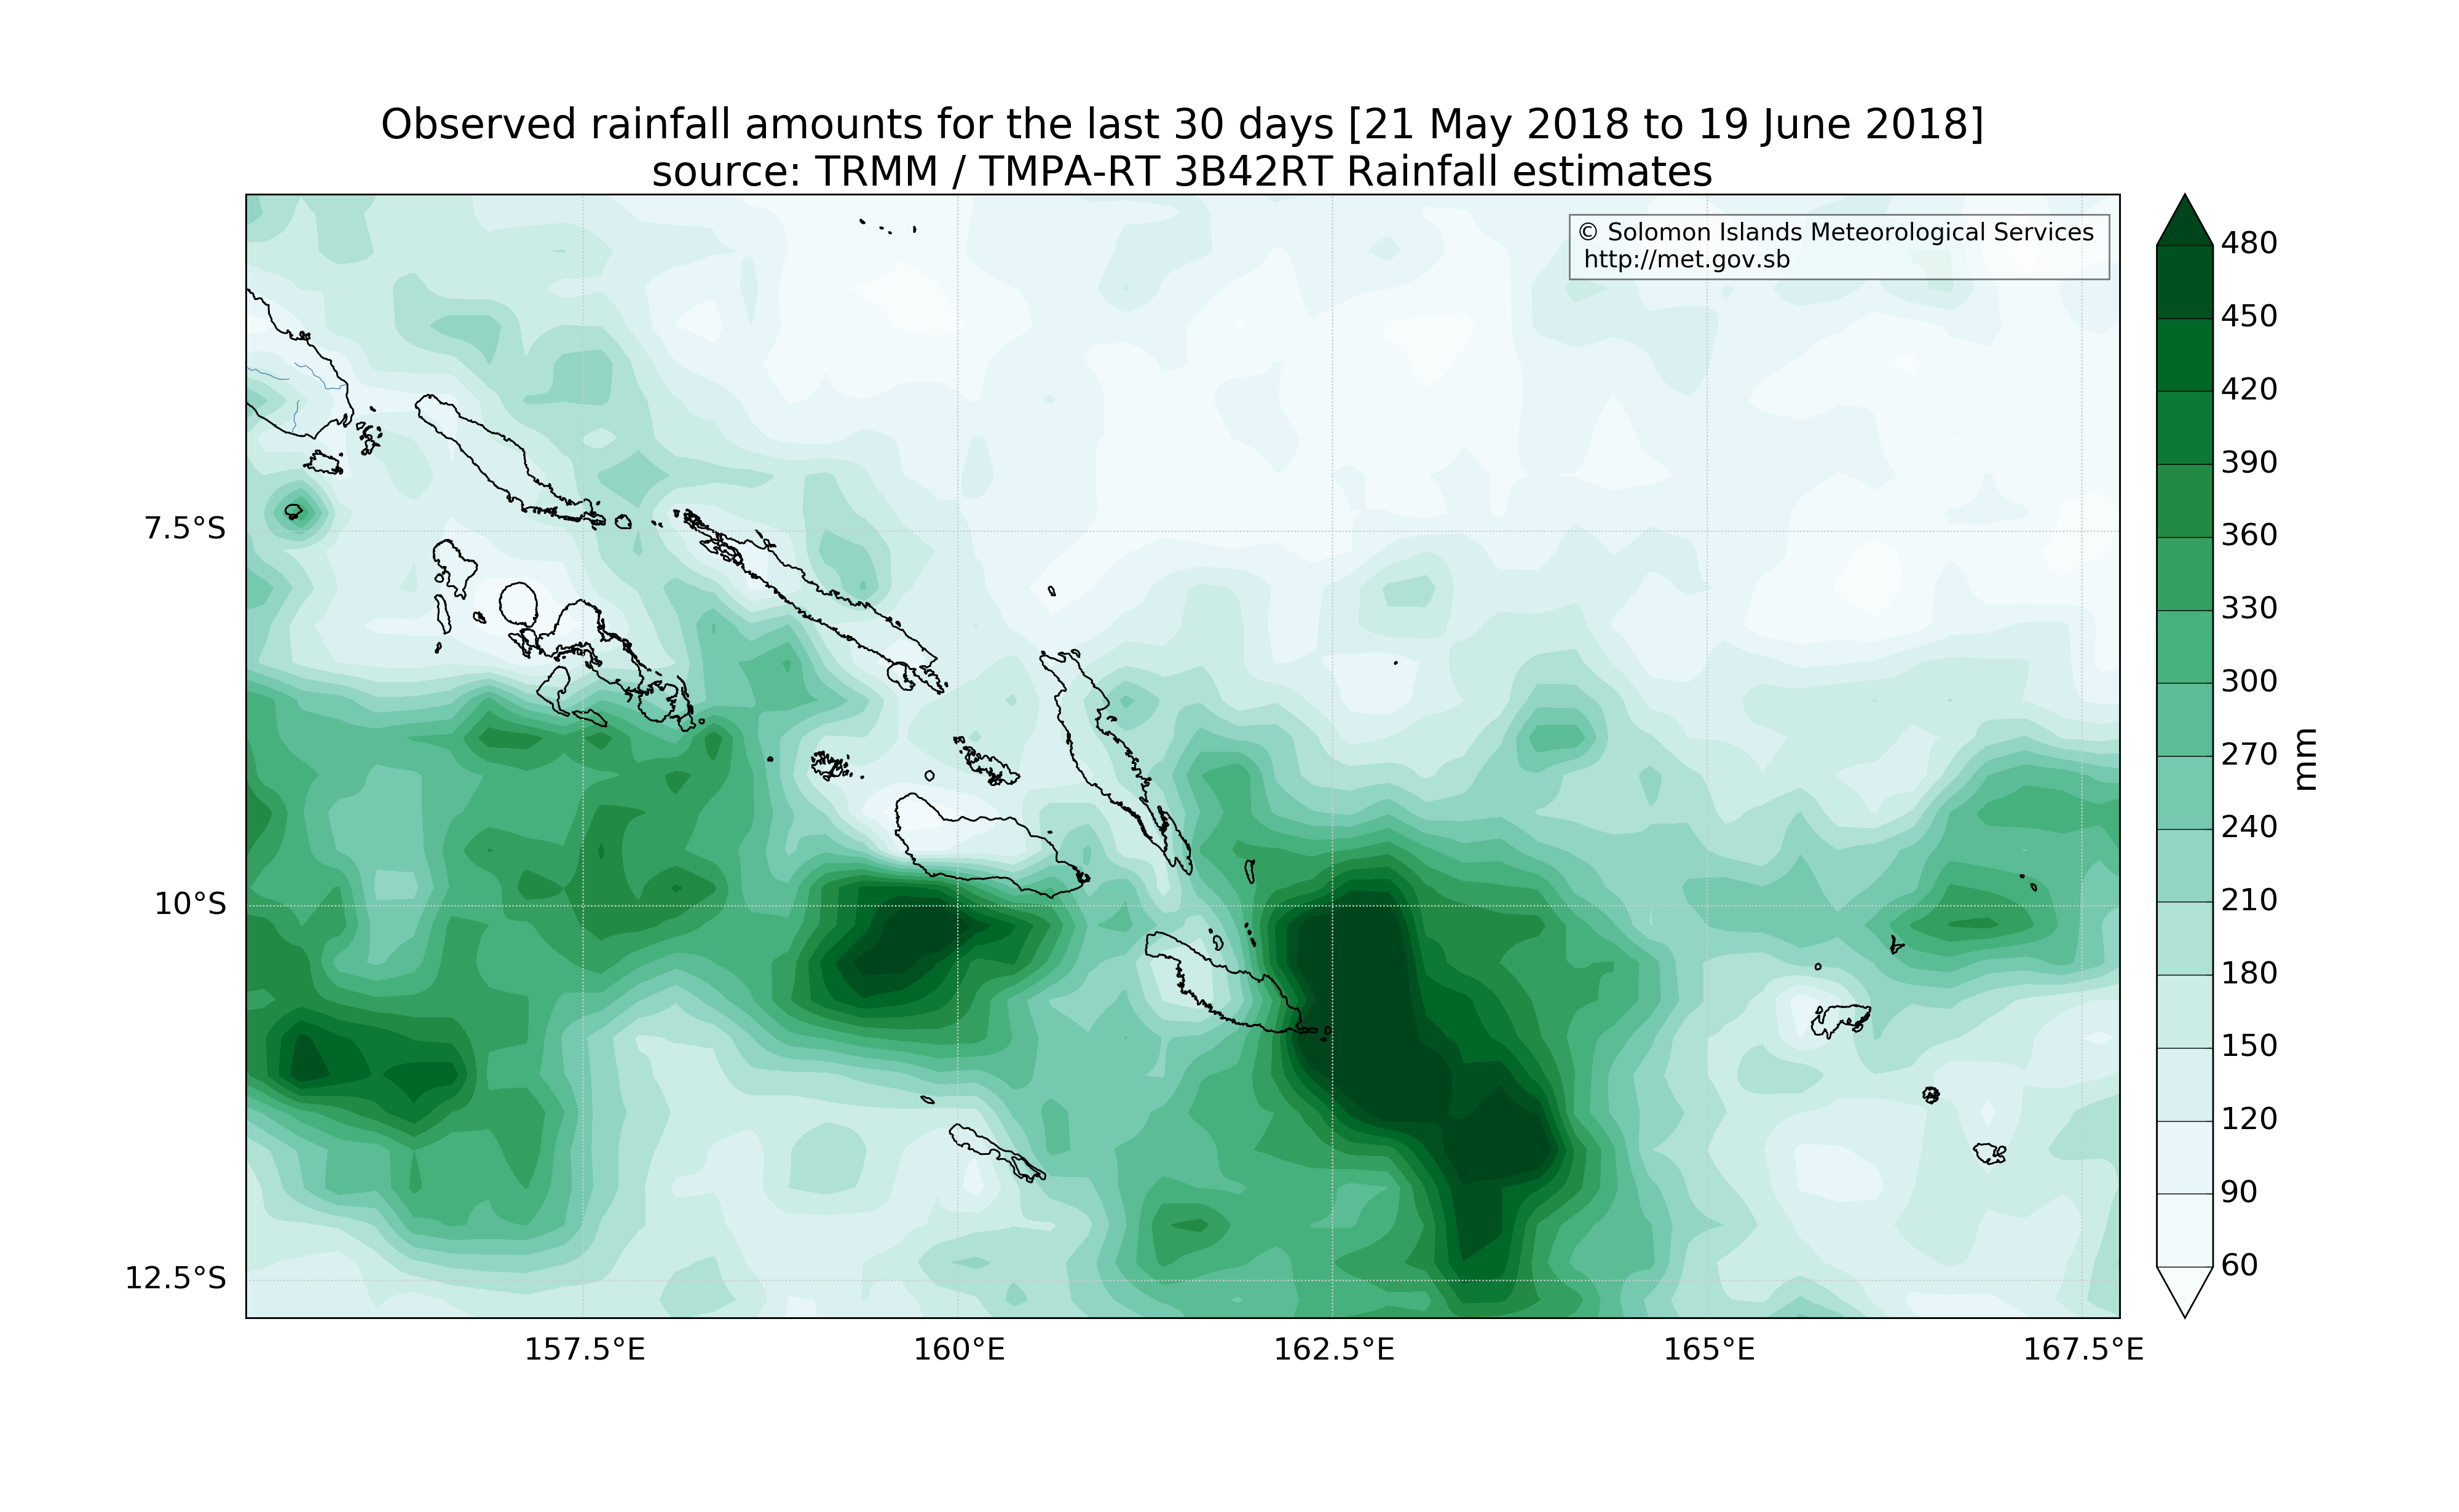 Observed rainfall amounts for the last 30 days [21 May 2018 to 19 June 2018]
source: TRMM / TMPA-RT 3B42RT Rainfall estimates
© Solomon Islands Meteorological Services
http://met.gov.sb
7.5°S
10°S
12.5°S
157.5°E
160°E
162.5°E
165°E
167.5°E
480
450
420
390
360
330
300
270
240
210
180
150
120
90
60
mm